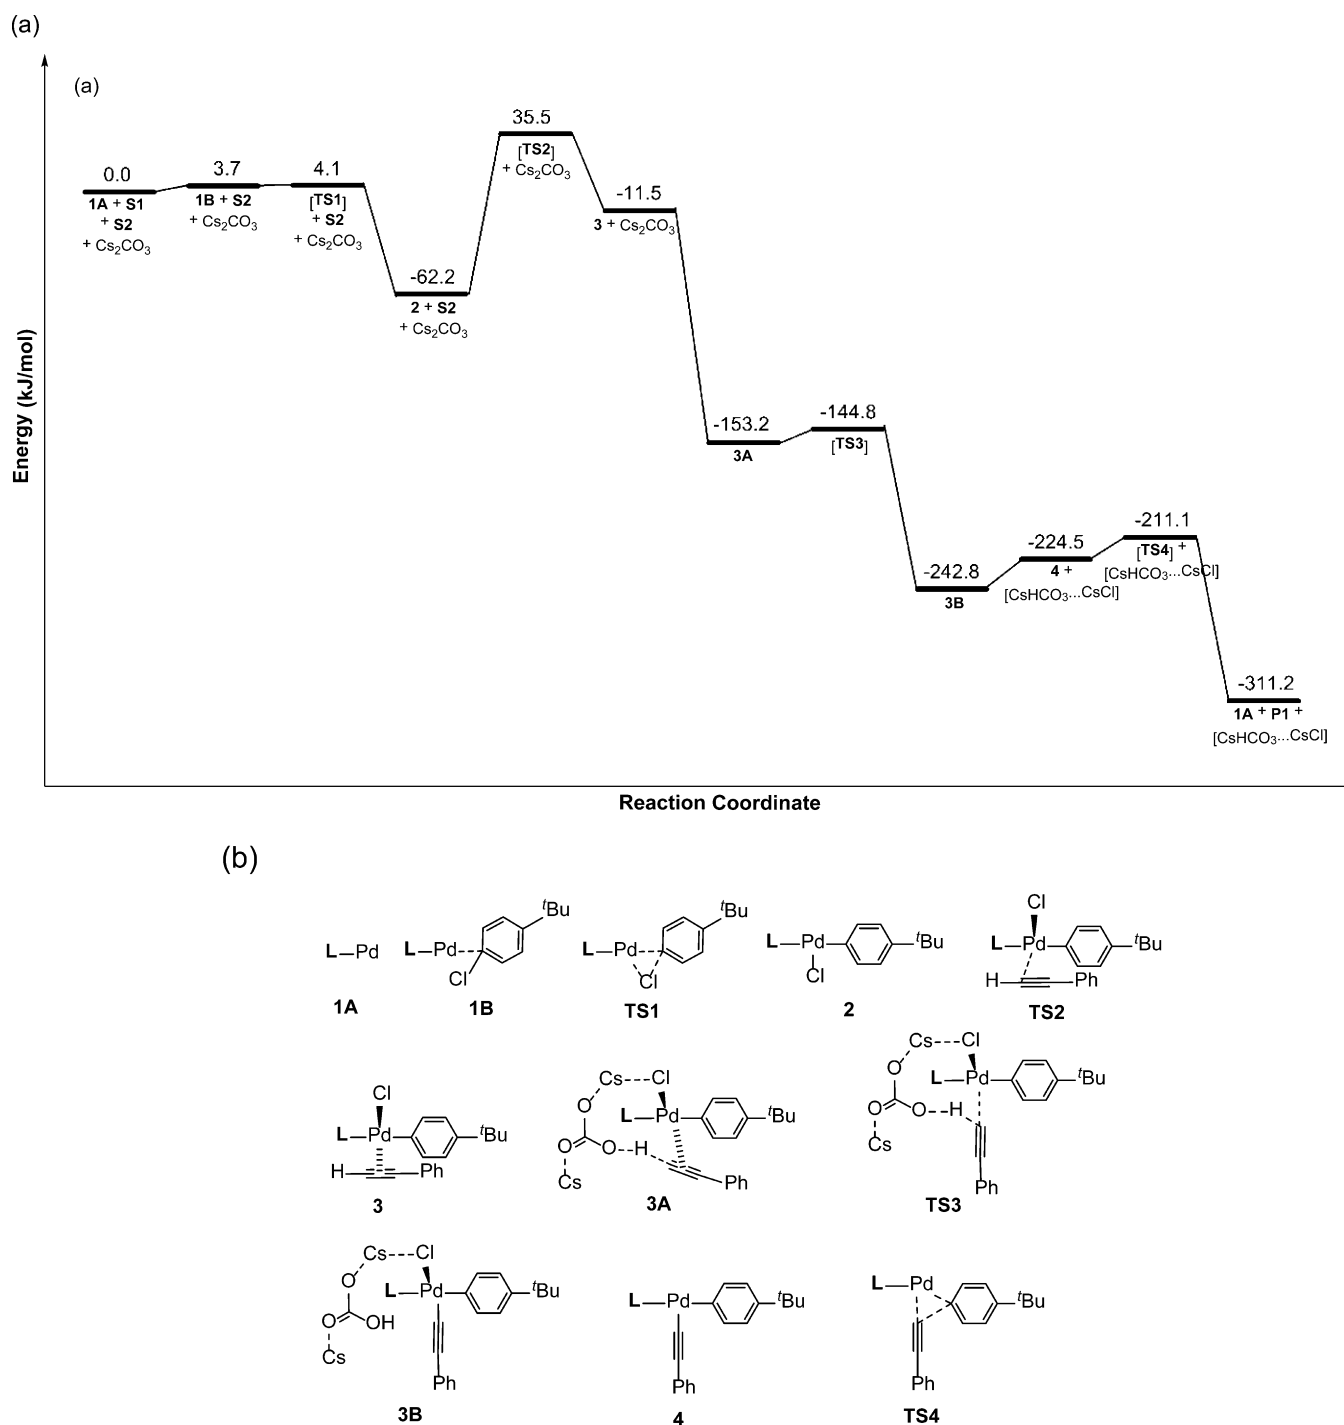 (a)
(a)
0.0
1A + S1
+ S2
+ Cs2CO3
3.7
1B + S2
+ Cs2CO3
4.1
[TS1]
+ S2
+ Cs2CO3
-62.2
2 + S2
+ Cs2CO3
35.5
[TS2]
+ Cs2CO3
-11.5
3 + Cs2CO3
-153.2
3A
-144.8
[TS3]
-242.8
3B
-224.5
4 +
[CsHCO3...CsCl]
-211.1
[TS4] +
[CsHCO3...CsCl]
-311.2
1A + P1 +
[CsHCO3...CsCl]
Energy (kJ/mol)
Reaction Coordinate
(b)
L Pd
1A
L Pd Cl tBu
1B
L Pd Cl tBu
TS1
L Pd Cl tBu
2
Cl
L Pd tBu
H Ph
TS2
Cl
L Pd tBu
H Ph
3
Cs Cl
O L Pd tBu
O O H
Cs Ph
3A
Cs Cl
O L Pd tBu
O O H
Cs
Ph
TS3
Cs Cl
O L Pd tBu
O OH
Cs
Ph
3B
L Pd tBu
Ph
4
L Pd tBu
Ph
TS4